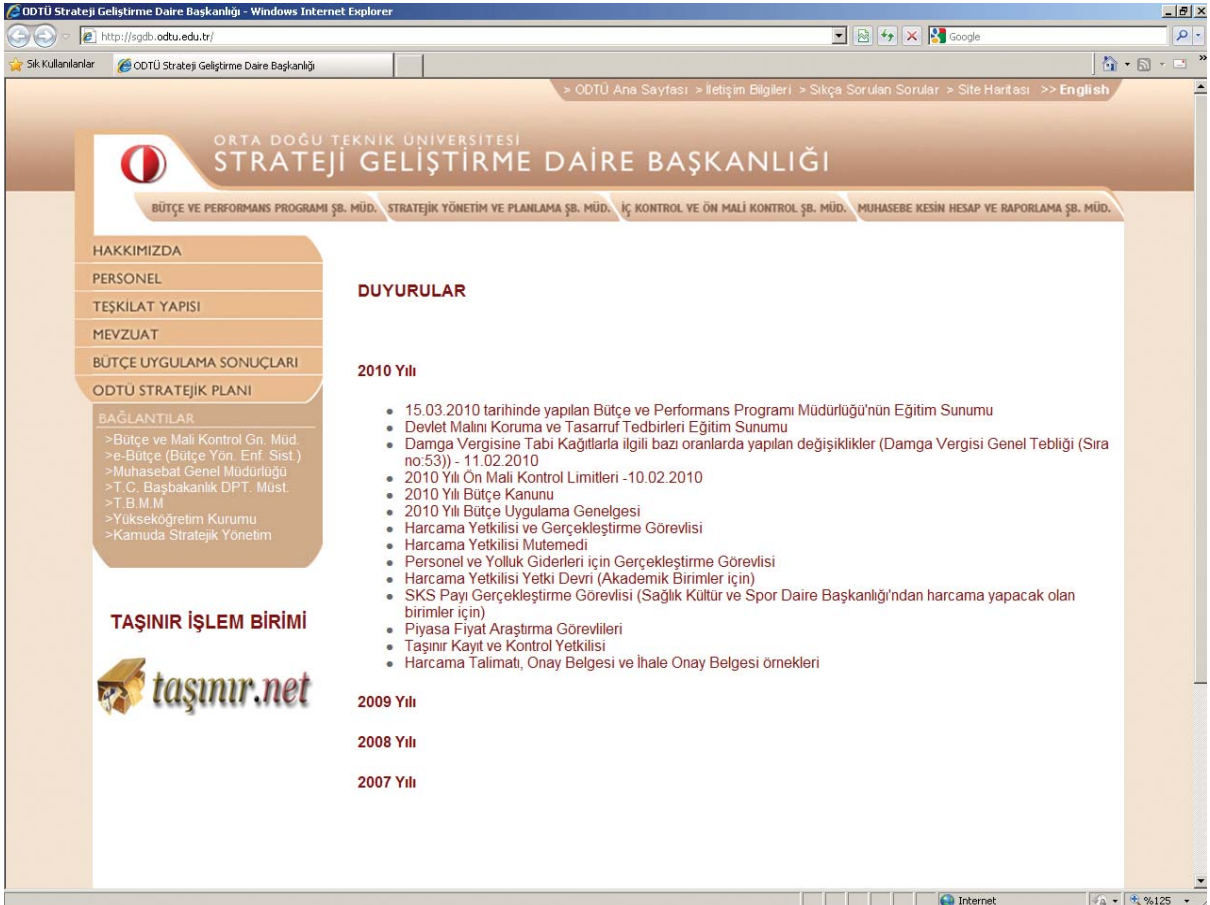 ODTÜ Strateji Geliştirme Daire Başkanlığı - Windows Internet Explorer
http://sgdb.odtu.edu.tr/
Google
Sık Kullanılanlar
ODTÜ Strateji Geliştirme Daire Başkanlığı
> ODTÜ Ana Sayfası > İletişim Bilgileri > Sıkça Sorulan Sorular > Site Haritası >> English
ORTA DOĞU TEKNİK ÜNİVERSİTESİ
STRATEJİ GELİŞTİRME DAİRE BAŞKANLIĞI
BÜTÇE VE PERFORMANS PROGRAMI ŞB. MÜD. STRATEJİK YÖNETİM VE PLANLAMA ŞB. MÜD. İÇ KONTROL VE ÖN MALİ KONTROL ŞB. MÜD. MUHASEBE KESİN HESAP VE RAPORLAMA ŞB. MÜD.
HAKKIMIZDA
PERSONEL
TEŞKİLAT YAPISI
MEVZUAT
BÜTÇE UYGULAMA SONUÇLARI
ODTÜ STRATEJİK PLANI
BAĞLANTILAR
>Bütçe ve Mali Kontrol Gn. Müd.
>e-Bütçe (Bütçe Yön. Enf. Sist.)
>Muhasebat Genel Müdürlüğü
>T.C. Başbakanlık DPT. Müst.
>T.B.M.M
>Yükseköğretim Kurumu
>Kamuda Stratejik Yönetim
TAŞINIR İŞLEM BİRİMİ
taşınır.net
DUYURULAR
2010 Yılı
15.03.2010 tarihinde yapılan Bütçe ve Performans Programı Müdürlüğü'nün Eğitim Sunumu
Devlet Malını Koruma ve Tasarruf Tedbirleri Eğitim Sunumu
Damga Vergisine Tabi Kağıtlarla ilgili bazı oranlarda yapılan değişiklikler (Damga Vergisi Genel Tebliği (Sıra
no:53)) - 11.02.2010
2010 Yılı Ön Mali Kontrol Limitleri -10.02.2010
2010 Yılı Bütçe Kanunu
2010 Yılı Bütçe Uygulama Genelgesi
Harcama Yetkilisi ve Gerçekleştirme Görevlisi
Harcama Yetkilisi Mutemedi
Personel ve Yolluk Giderleri için Gerçekleştirme Görevlisi
Harcama Yetkilisi Yetki Devri (Akademik Birimler için)
SKS Payı Gerçekleştirme Görevlisi (Sağlık Kültür ve Spor Daire Başkanlığı'ndan harcama yapacak olan
birimler için)
Piyasa Fiyat Araştırma Görevlileri
Taşınır Kayıt ve Kontrol Yetkilisi
Harcama Talimatı, Onay Belgesi ve İhale Onay Belgesi örnekleri
2009 Yılı
2008 Yılı
2007 Yılı
Internet
%125